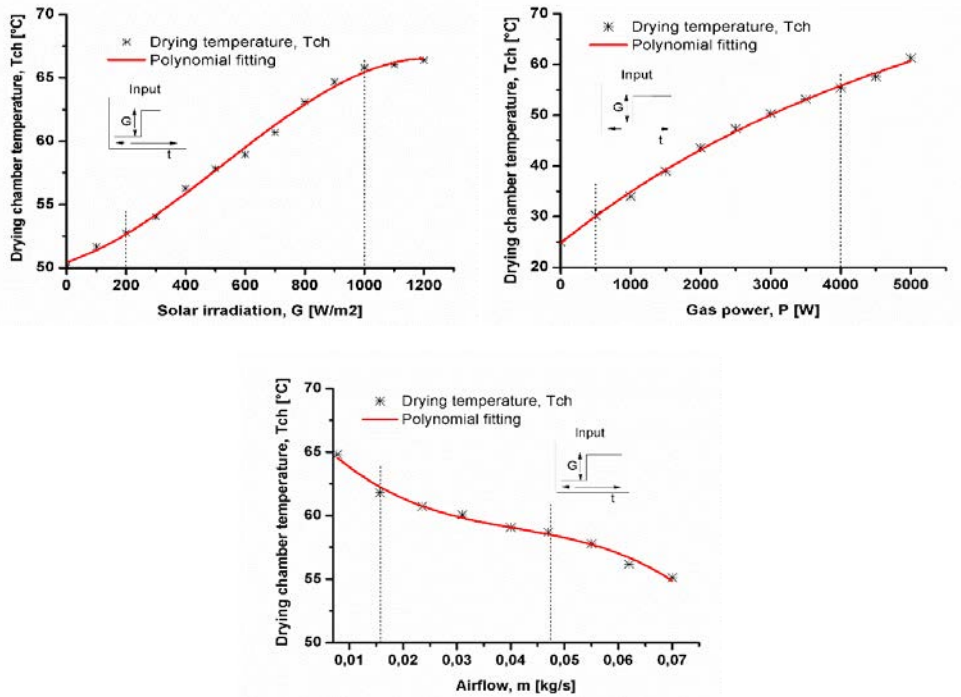 Drying chamber temperature, Tch [°C]
70
65
60
55
50
Drying temperature, Tch
Polynomial fitting
Input
G
t
0 200 400 600 800 1000 1200
Solar irradiation, G [W/m2]
Drying chamber temperature, Tch [°C]
70
60
50
40
30
20
Drying temperature, Tch
Polynomial fitting
Input
G
t
0 1000 2000 3000 4000 5000
Gas power, P [W]
Drying chamber temperature, Tch [°C]
70
65
60
55
50
Drying temperature, Tch
Polynomial fitting
Input
G
t
0,01 0,02 0,03 0,04 0,05 0,06 0,07
Airflow, m [kg/s]